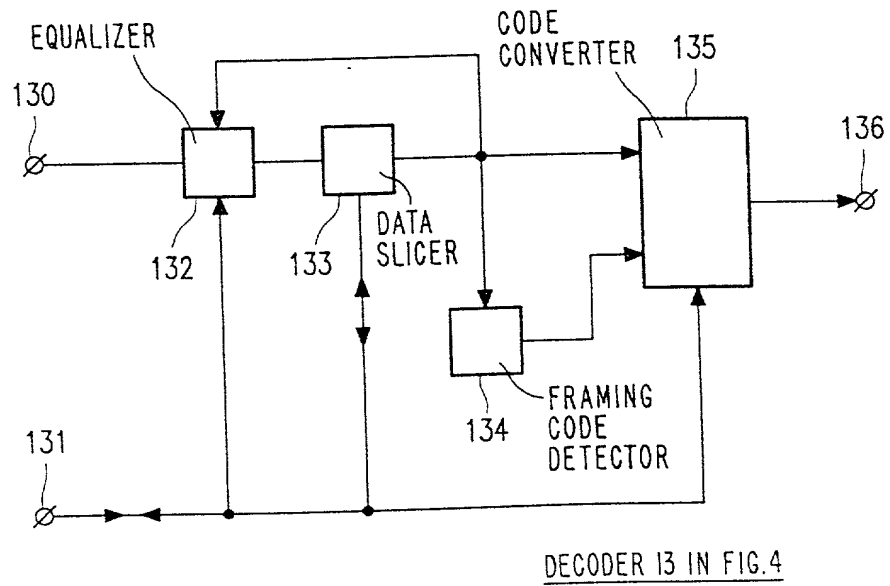 EQUALIZER
CODE
CONVERTER
135
130
136
132
133
DATA
SLICER
134
FRAMING
CODE
DETECTOR
131
DECODER 13 IN FIG.4